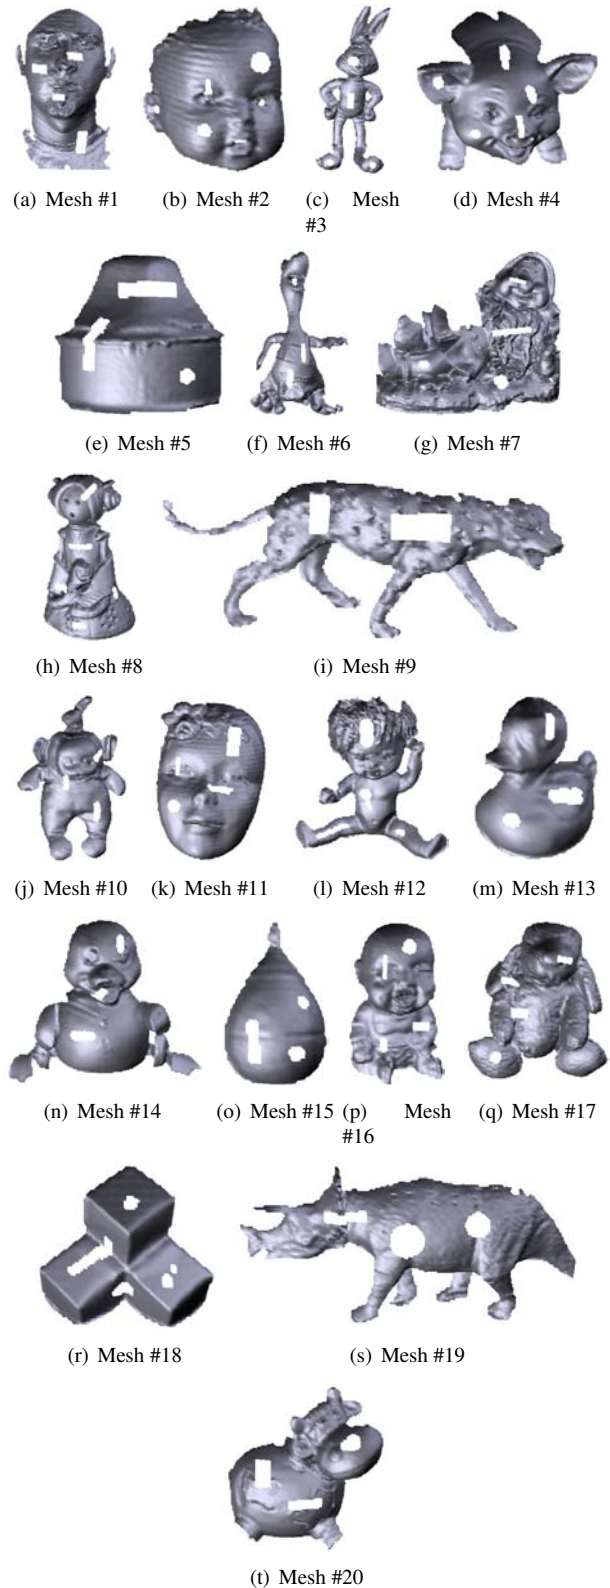 (a) Mesh #1
(b) Mesh #2
(c) Mesh
#3
(d) Mesh #4
(e) Mesh #5
(f) Mesh #6
(g) Mesh #7
(h) Mesh #8
(i) Mesh #9
(j) Mesh #10
(k) Mesh #11
(l) Mesh #12
(m) Mesh #13
(n) Mesh #14
(o) Mesh #15
(p) Mesh
#16
(q) Mesh #17
(r) Mesh #18
(s) Mesh #19
(t) Mesh #20